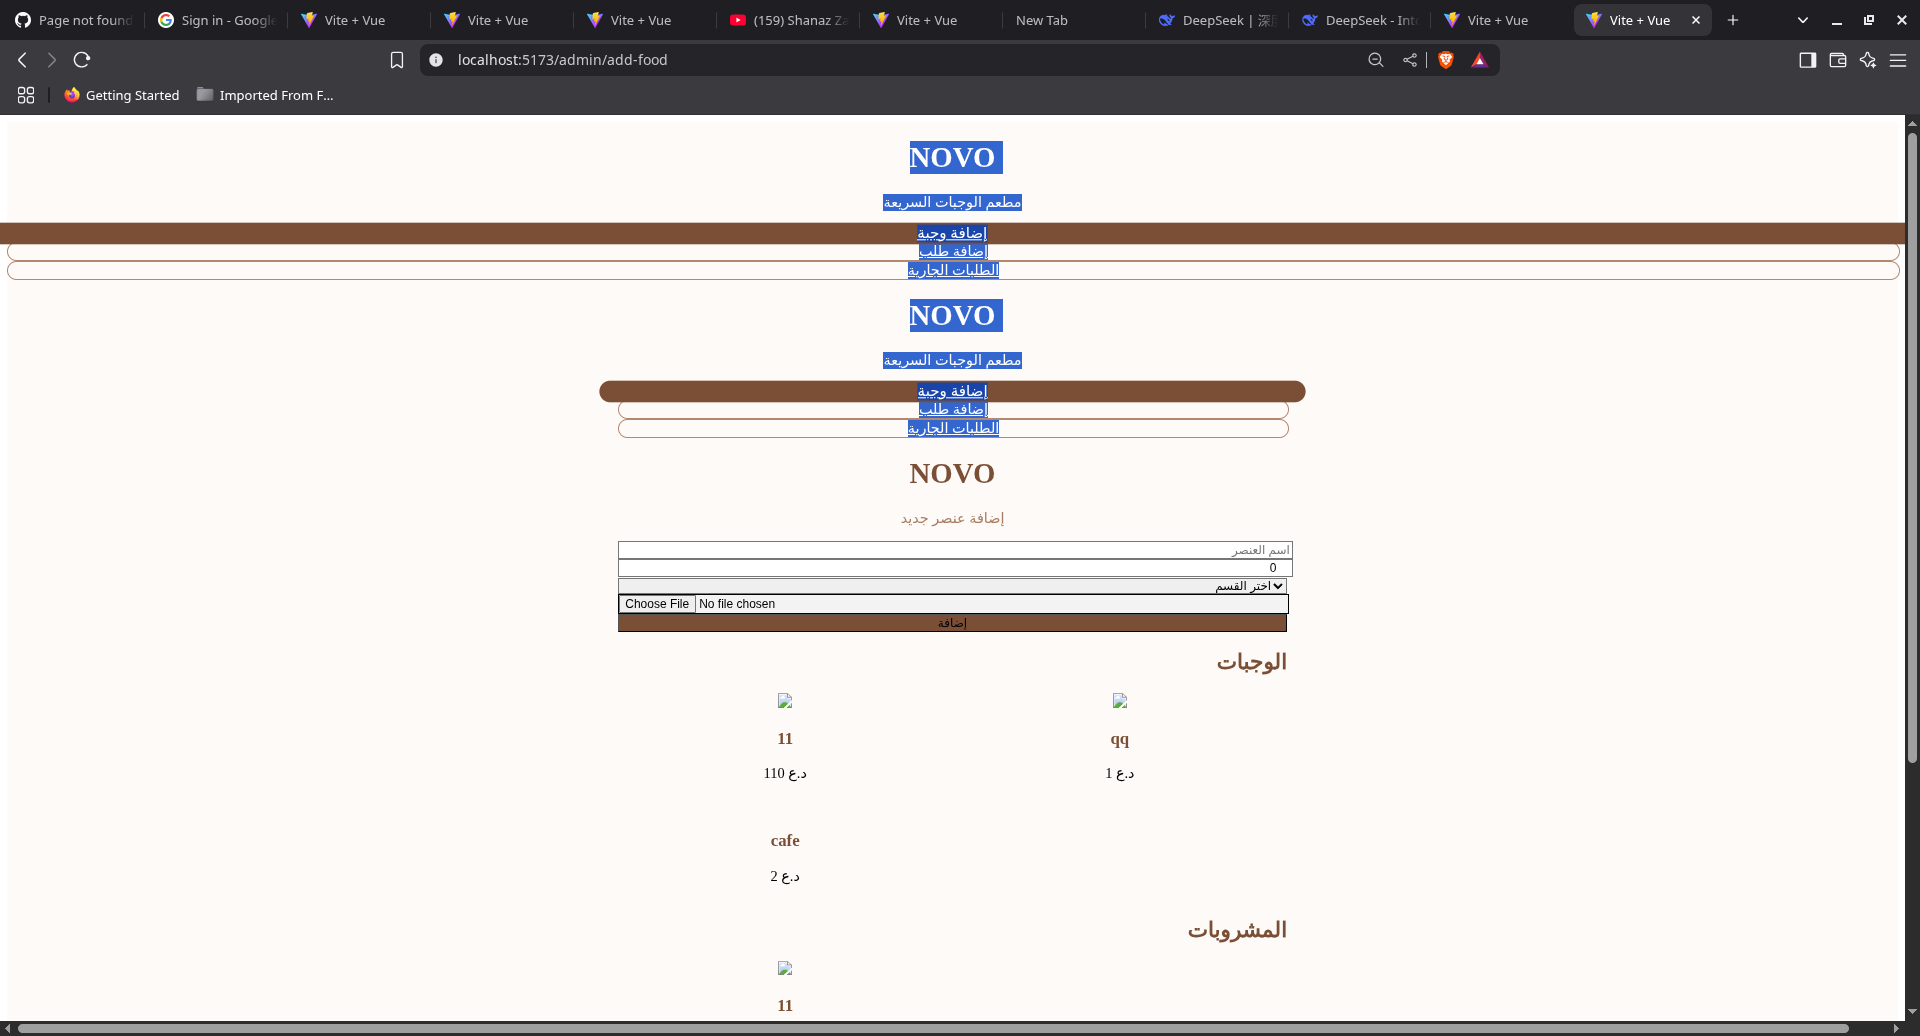 Page not found
Sign in - Google
Vite + Vue
Vite + Vue
Vite + Vue
(159) Shanaz Za
Vite + Vue
New Tab
DeepSeek | 深度
DeepSeek - Into
Vite + Vue
Vite + Vue
localhost:5173/admin/add-food
Getting Started
Imported From F...
NOVO
مطعم الوجبات السريعة
إضافة وجبة
إضافة طلب
الطلبات الجارية
NOVO
مطعم الوجبات السريعة
إضافة وجبة
إضافة طلب
الطلبات الجارية
NOVO
إضافة عنصر جديد
اسم العنصر
0
اختر القسم
Choose File No file chosen
إضافة
الوجبات
qq
1 د.ع
11
110 د.ع
cafe
2 د.ع
المشروبات
11